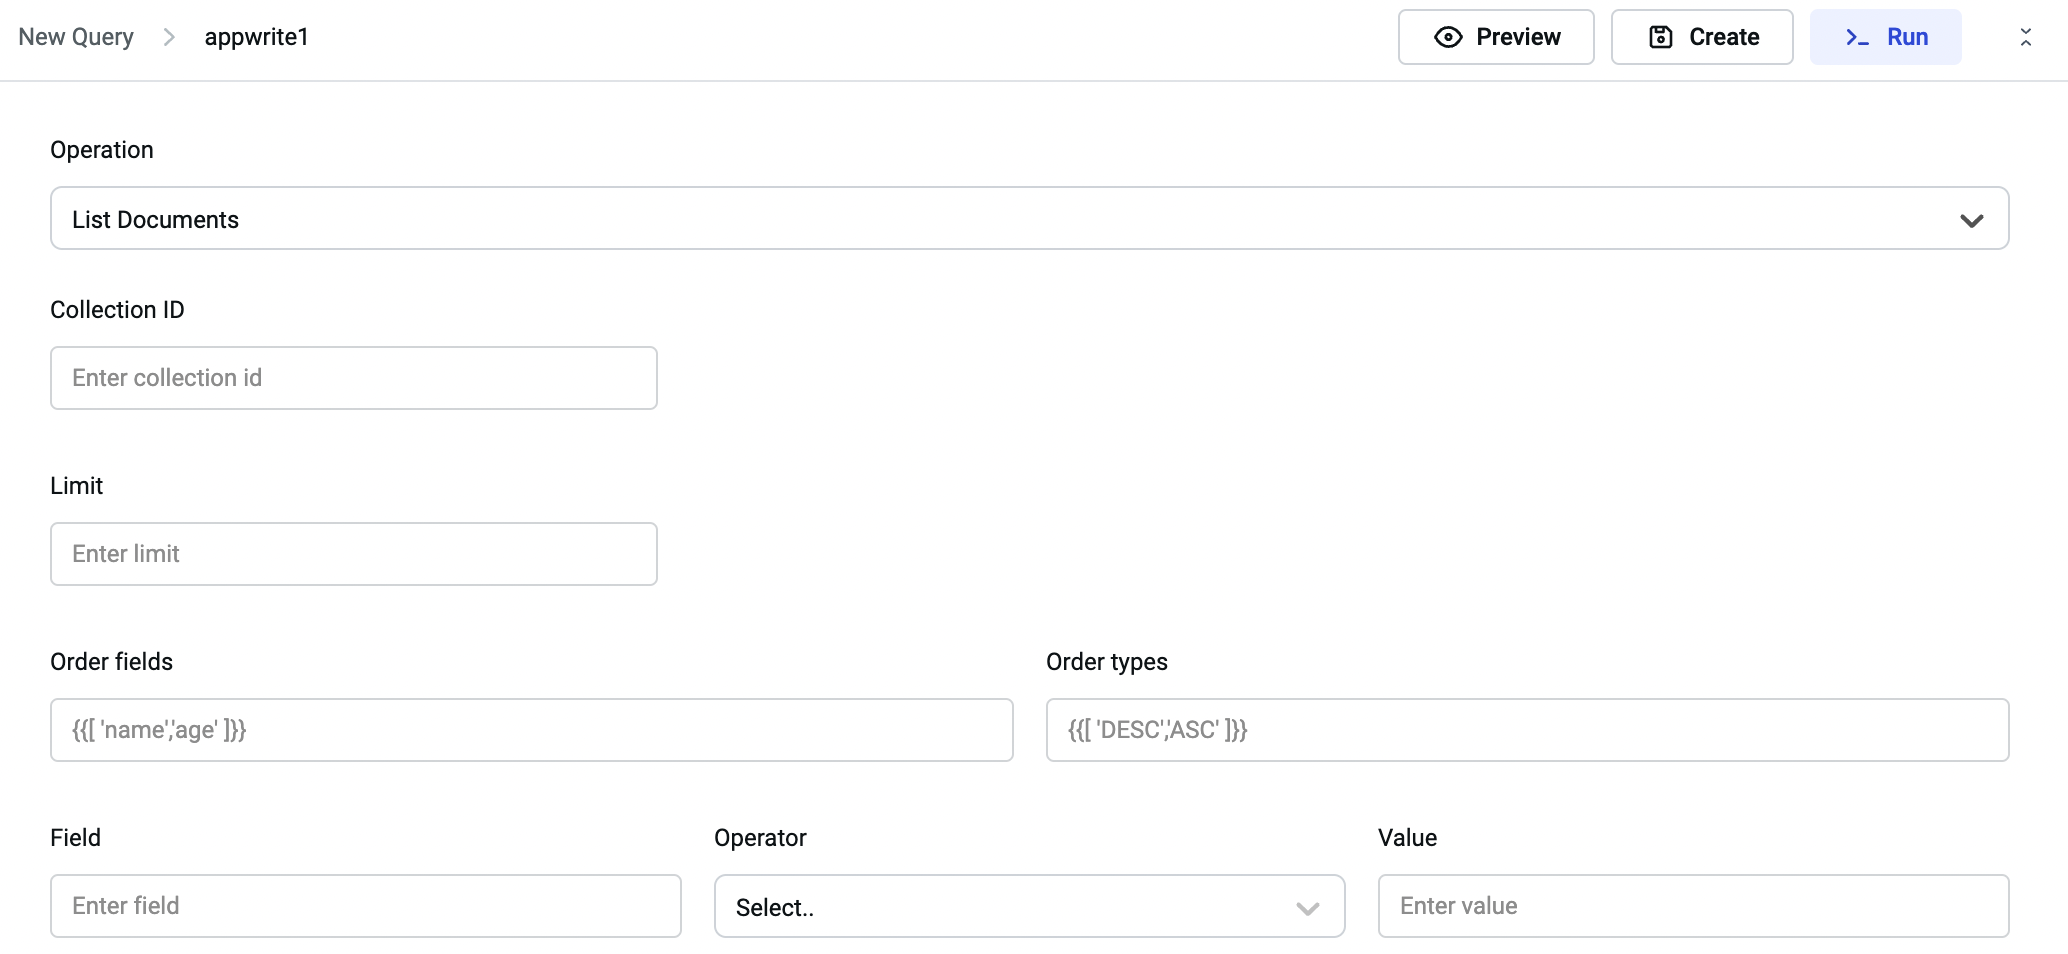 New Query > appwrite1 Preview Create >_ Run
Operation
List Documents
Collection ID
Enter collection id
Limit
Enter limit
Order fields Order types
{{[ 'name','age' ]}} {{[ 'DESC','ASC' ]}}
Field Operator Value
Enter field Select.. Enter value